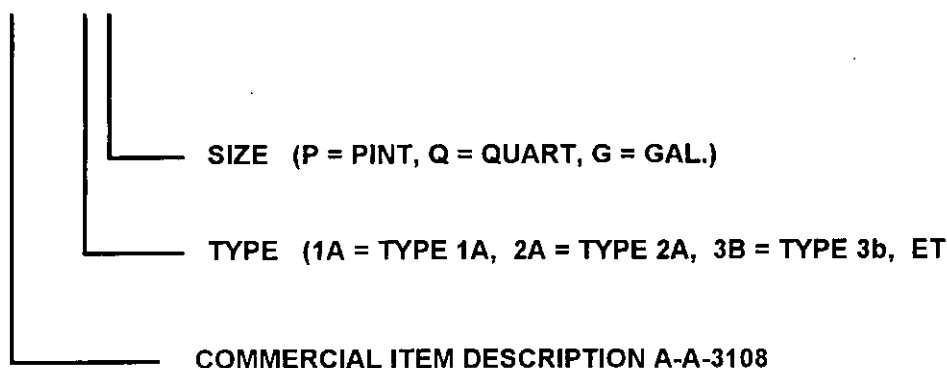 SIZE (P = PINT, Q = QUART, G = GAL.)
TYPE (1A = TYPE 1A, 2A = TYPE 2A, 3B = TYPE 3b, ET
COMMERCIAL ITEM DESCRIPTION A-A-3108